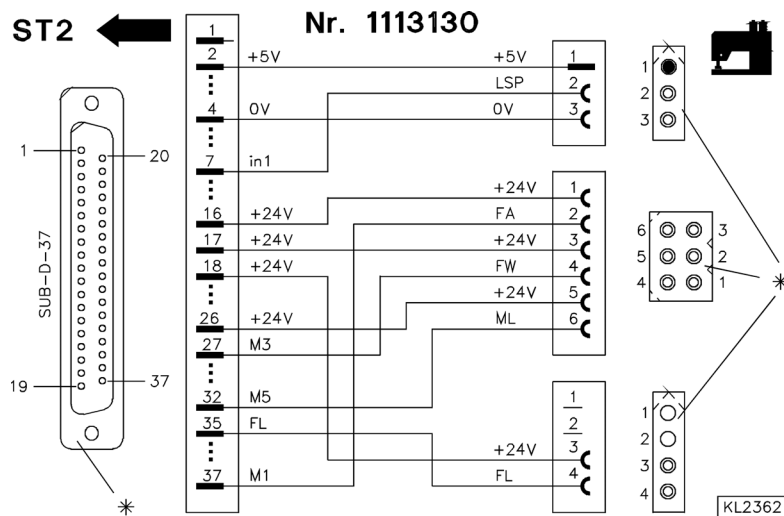 ST2
Nr. 1113130
1
2 +5V +5V 1
LSP 2
4 0V 0V 3
7 in1
16 +24V +24V 1
FA 2
17 +24V +24V 3
18 +24V FW 4
+24V 5
26 +24V ML 6
27 M3
32 M5 1
35 FL 2
+24V 3
37 M1 FL 4
1 20
SUB-D-37
19 37
*
1
2
3
6 3
5 2
4 1
*
1
2
3
4
KL2362